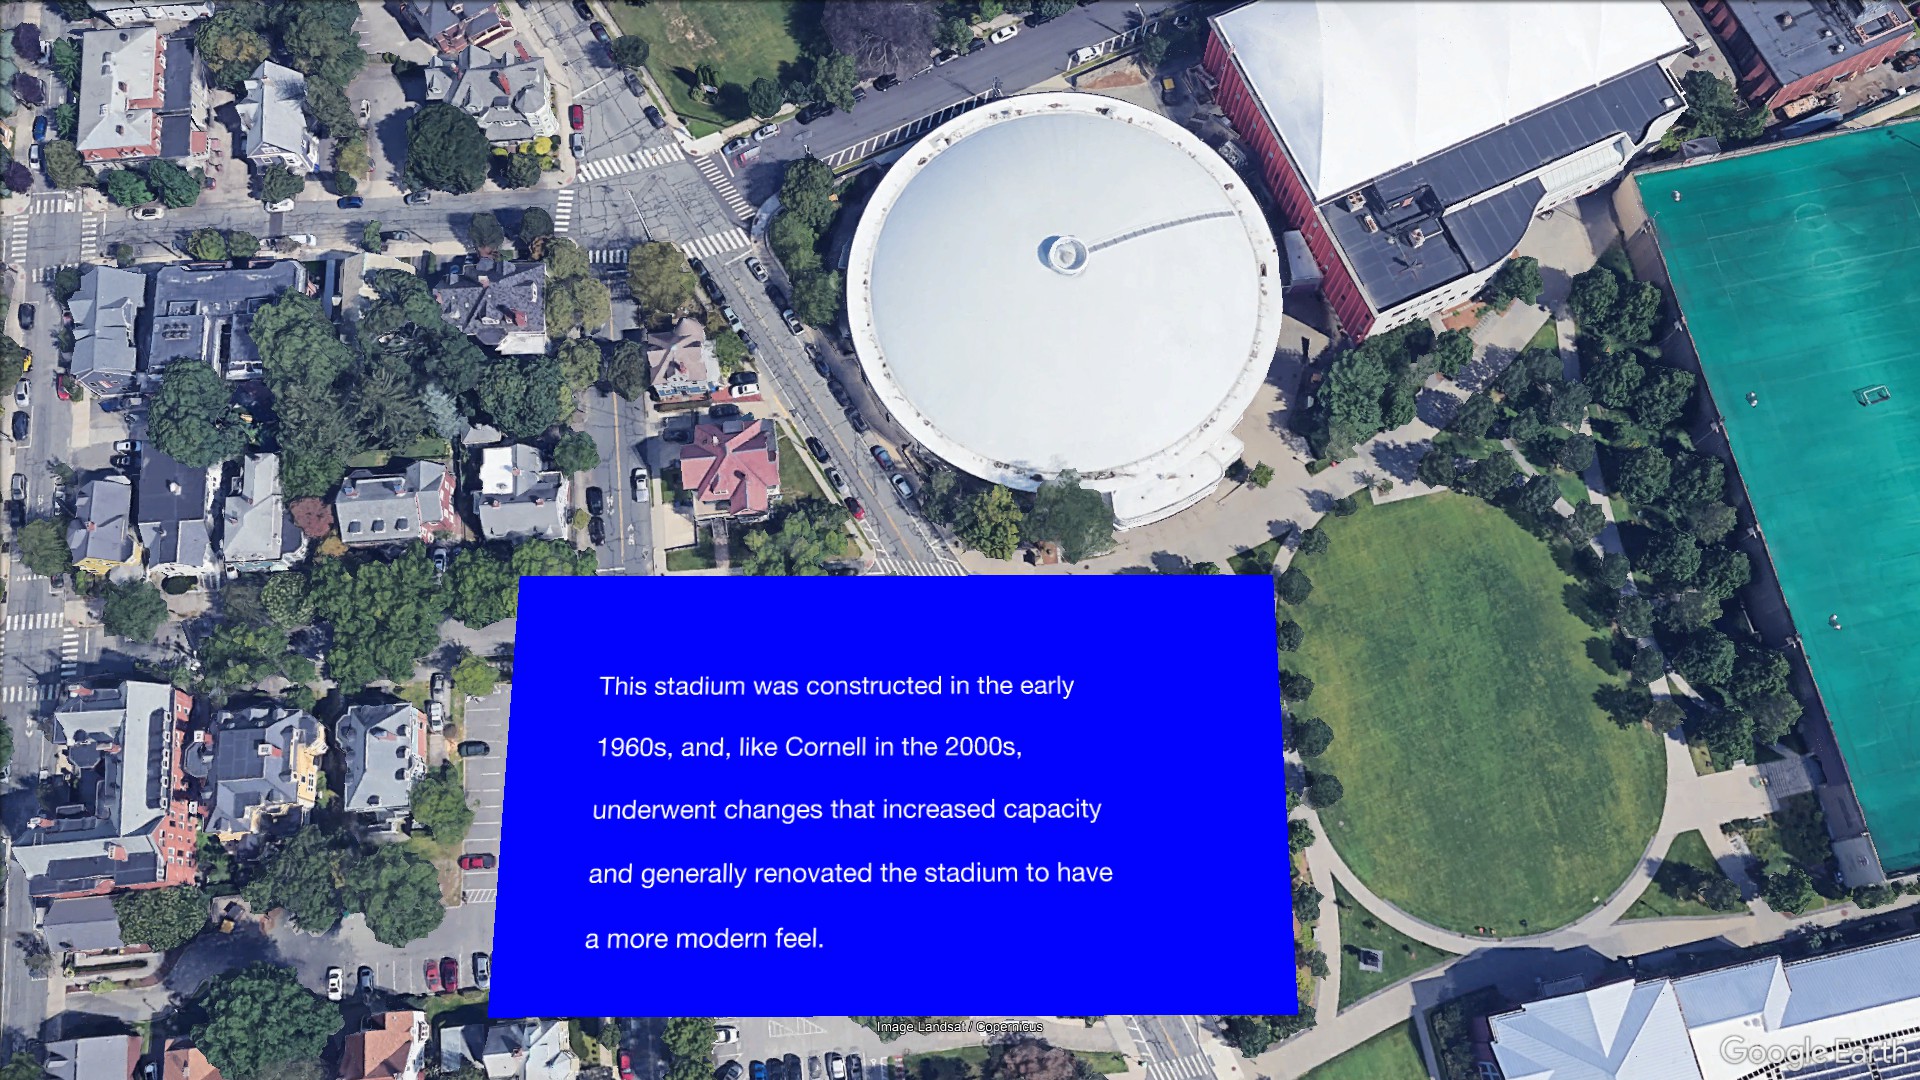 This stadium was constructed in the early
1960s, and, like Cornell in the 2000s,
underwent changes that increased capacity
and generally renovated the stadium to have
a more modern feel.
Image Landsat / Copernicus
Google Earth